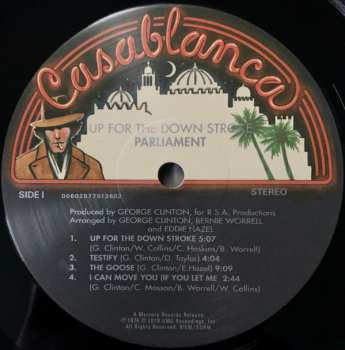 Casablanca
UP FOR THE DOWN STROKE
PARLIAMENT
SIDE I
00602577013603
STEREO
Produced by GEORGE CLINTON, for R.S.A. Productions
Arranged by GEORGE CLINTON, BERNIE WORRELL
and EDDIE HAZEL
1. UP FOR THE DOWN STROKE 5:07
(G. Clinton/W. Collins/C. Haskins/B. Worrell)
2. TESTIFY (G. Clinton/D. Taylor) 4:04
3. THE GOOSE (G. Clinton/E.Hazel) 9:09
4. I CAN MOVE YOU (IF YOU LET ME 2:44
(G. Clinton/C. Mosson/B. Worrell/W. Collins)
A Mercury Records Release;
All Rights Reserved.